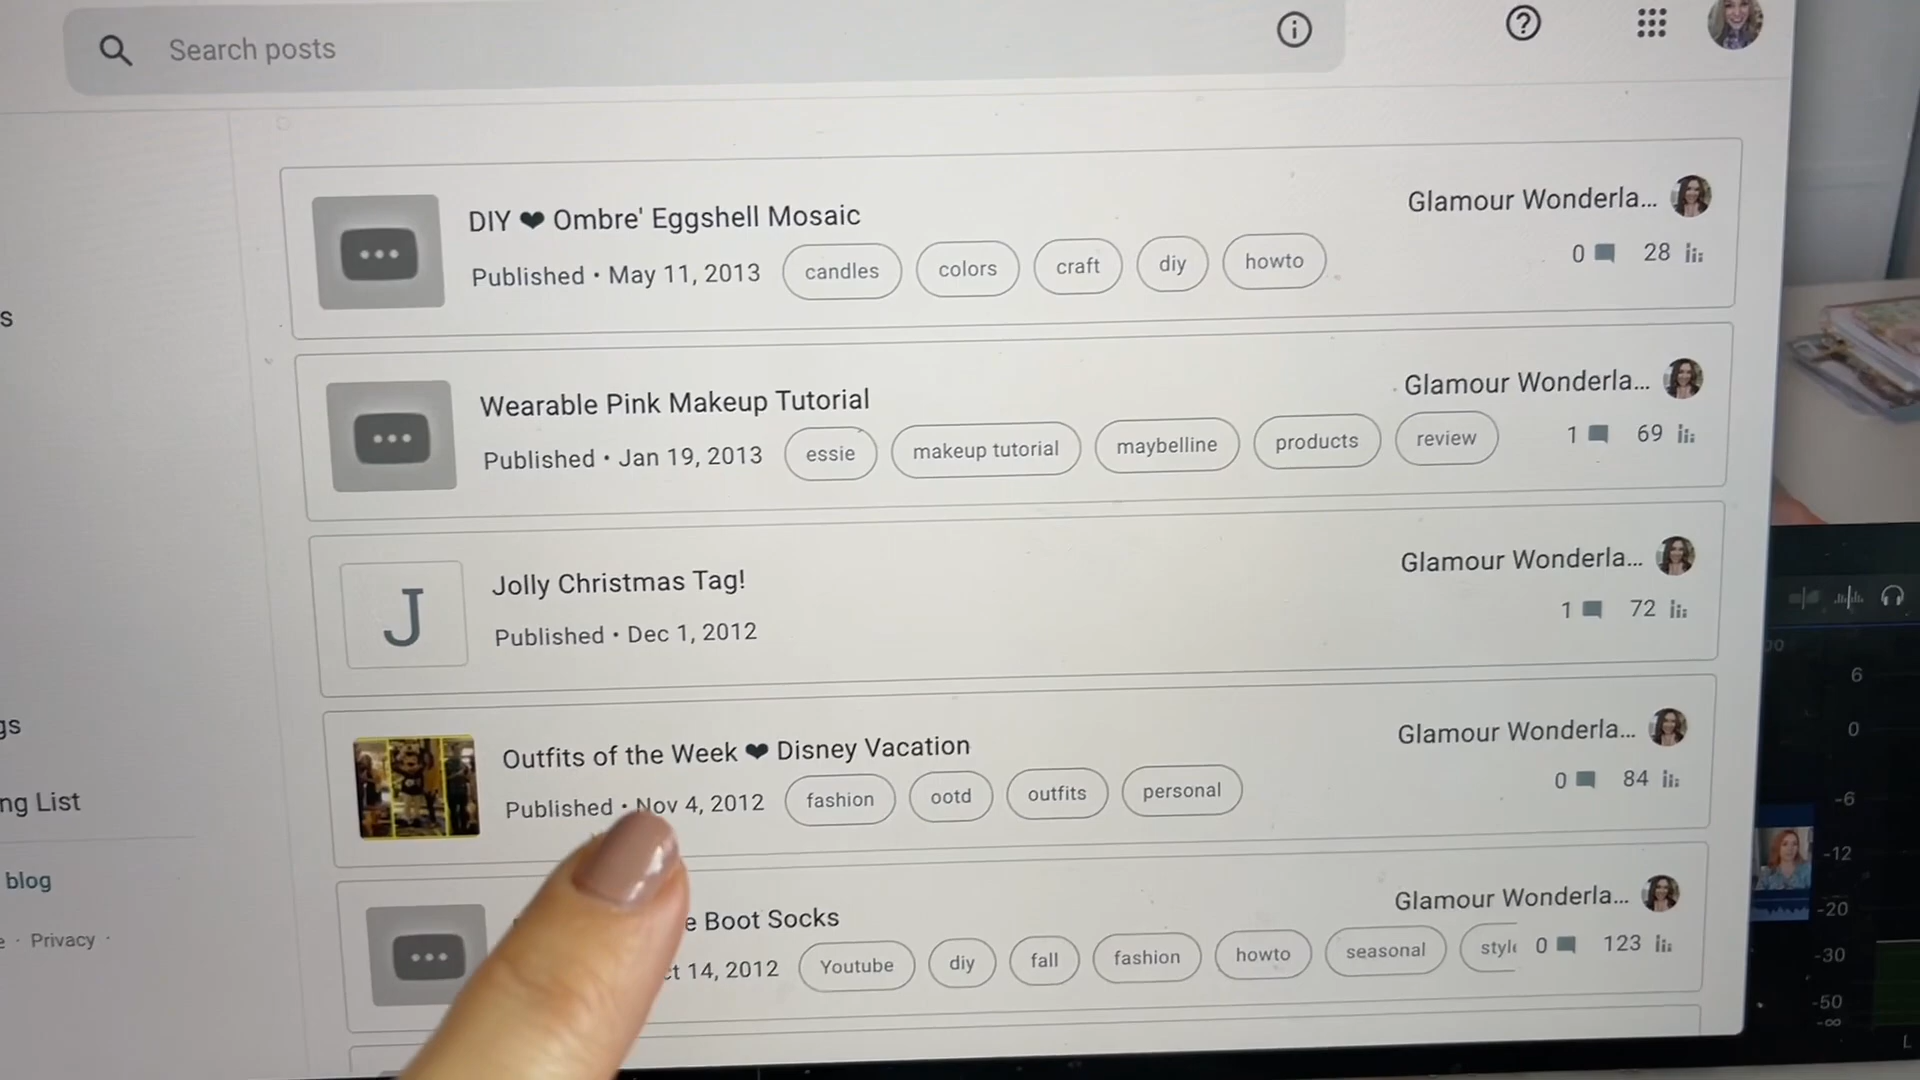 Search posts
DIY ❤ Ombre' Eggshell Mosaic
Glamour Wonderla...
Published • May 11, 2013 candles colors craft diy howto
0 28
Wearable Pink Makeup Tutorial
Glamour Wonderla...
Published • Jan 19, 2013 essie makeup tutorial maybelline products review
1 69
J
Jolly Christmas Tag!
Glamour Wonderla...
Published • Dec 1, 2012
1 72
Outfits of the Week ❤ Disney Vacation
Glamour Wonderla...
Published • Nov 4, 2012 fashion ootd outfits personal
0 84
Boot Socks
Glamour Wonderla...
14, 2012 Youtube diy fall fashion howto seasonal
0 123
List
blog
· Privacy ·
6
0
-6
-12
-20
-30
-50
-∞
L